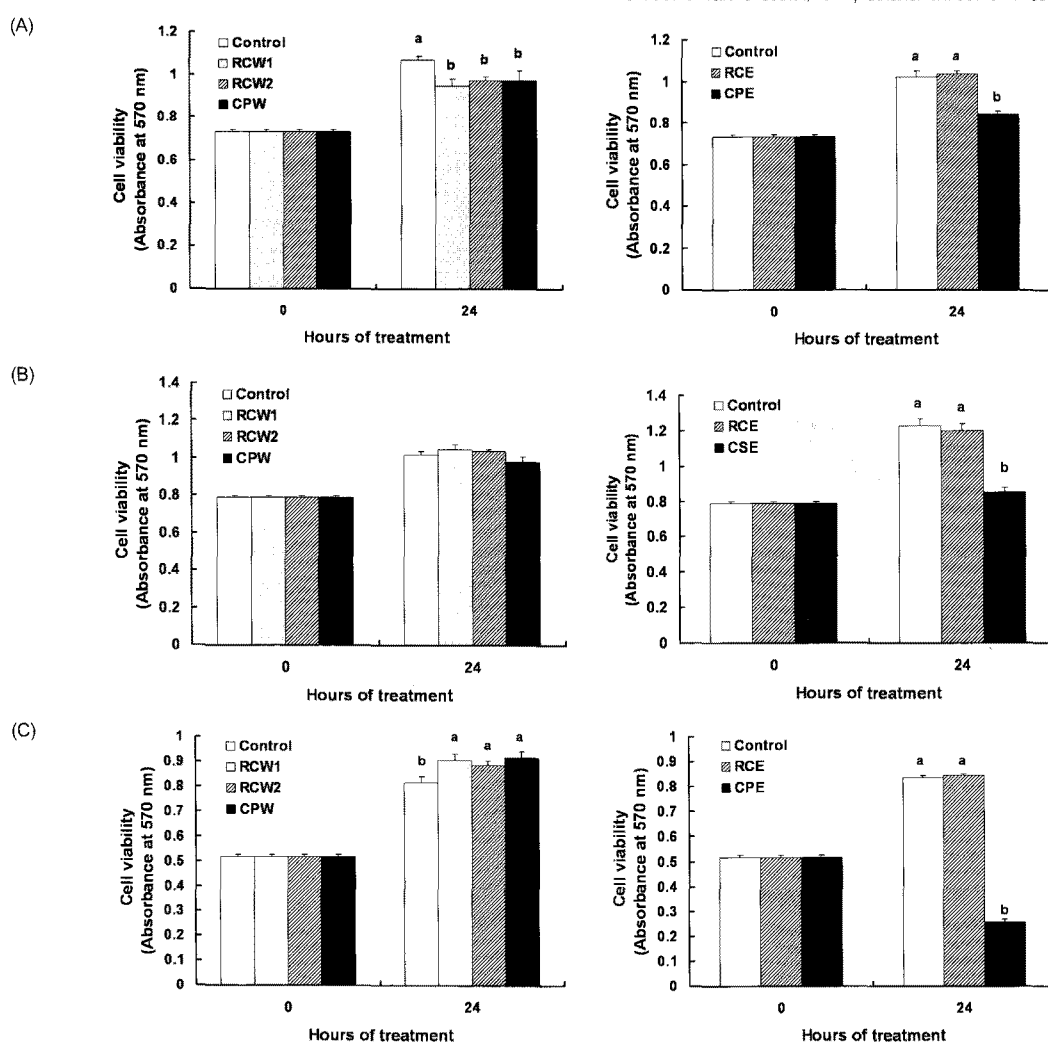 (A)
Control
RCW1
RCW2
CPW
a
b
b
b
1.2
1
0.8
0.6
0.4
0.2
0
Cell viability
(Absorbance at 570 nm)
0
24
Hours of treatment
Control
RCE
CPE
a
a
b
1.2
1
0.8
0.6
0.4
0.2
0
Cell viability
(Absorbance at 570 nm)
0
24
Hours of treatment
(B)
Control
RCW1
RCW2
CPW
1.4
1.2
1
0.8
0.6
0.4
0.2
0
Cell viability
(Absorbance at 570 nm)
0
24
Hours of treatment
Control
RCE
CSE
a
a
b
1.4
1.2
1
0.8
0.6
0.4
0.2
0
Cell viability
(Absorbance at 570 nm)
0
24
Hours of treatment
(C)
Control
RCW1
RCW2
CPW
b
a
a
a
1
0.9
0.8
0.7
0.6
0.5
0.4
0.3
0.2
0.1
0
Cell viability
(Absorbance at 570 nm)
0
24
Hours of treatment
Control
RCE
CPE
a
a
b
1
0.9
0.8
0.7
0.6
0.5
0.4
0.3
0.2
0.1
0
Cell viability
(Absorbance at 570 nm)
0
24
Hours of treatment